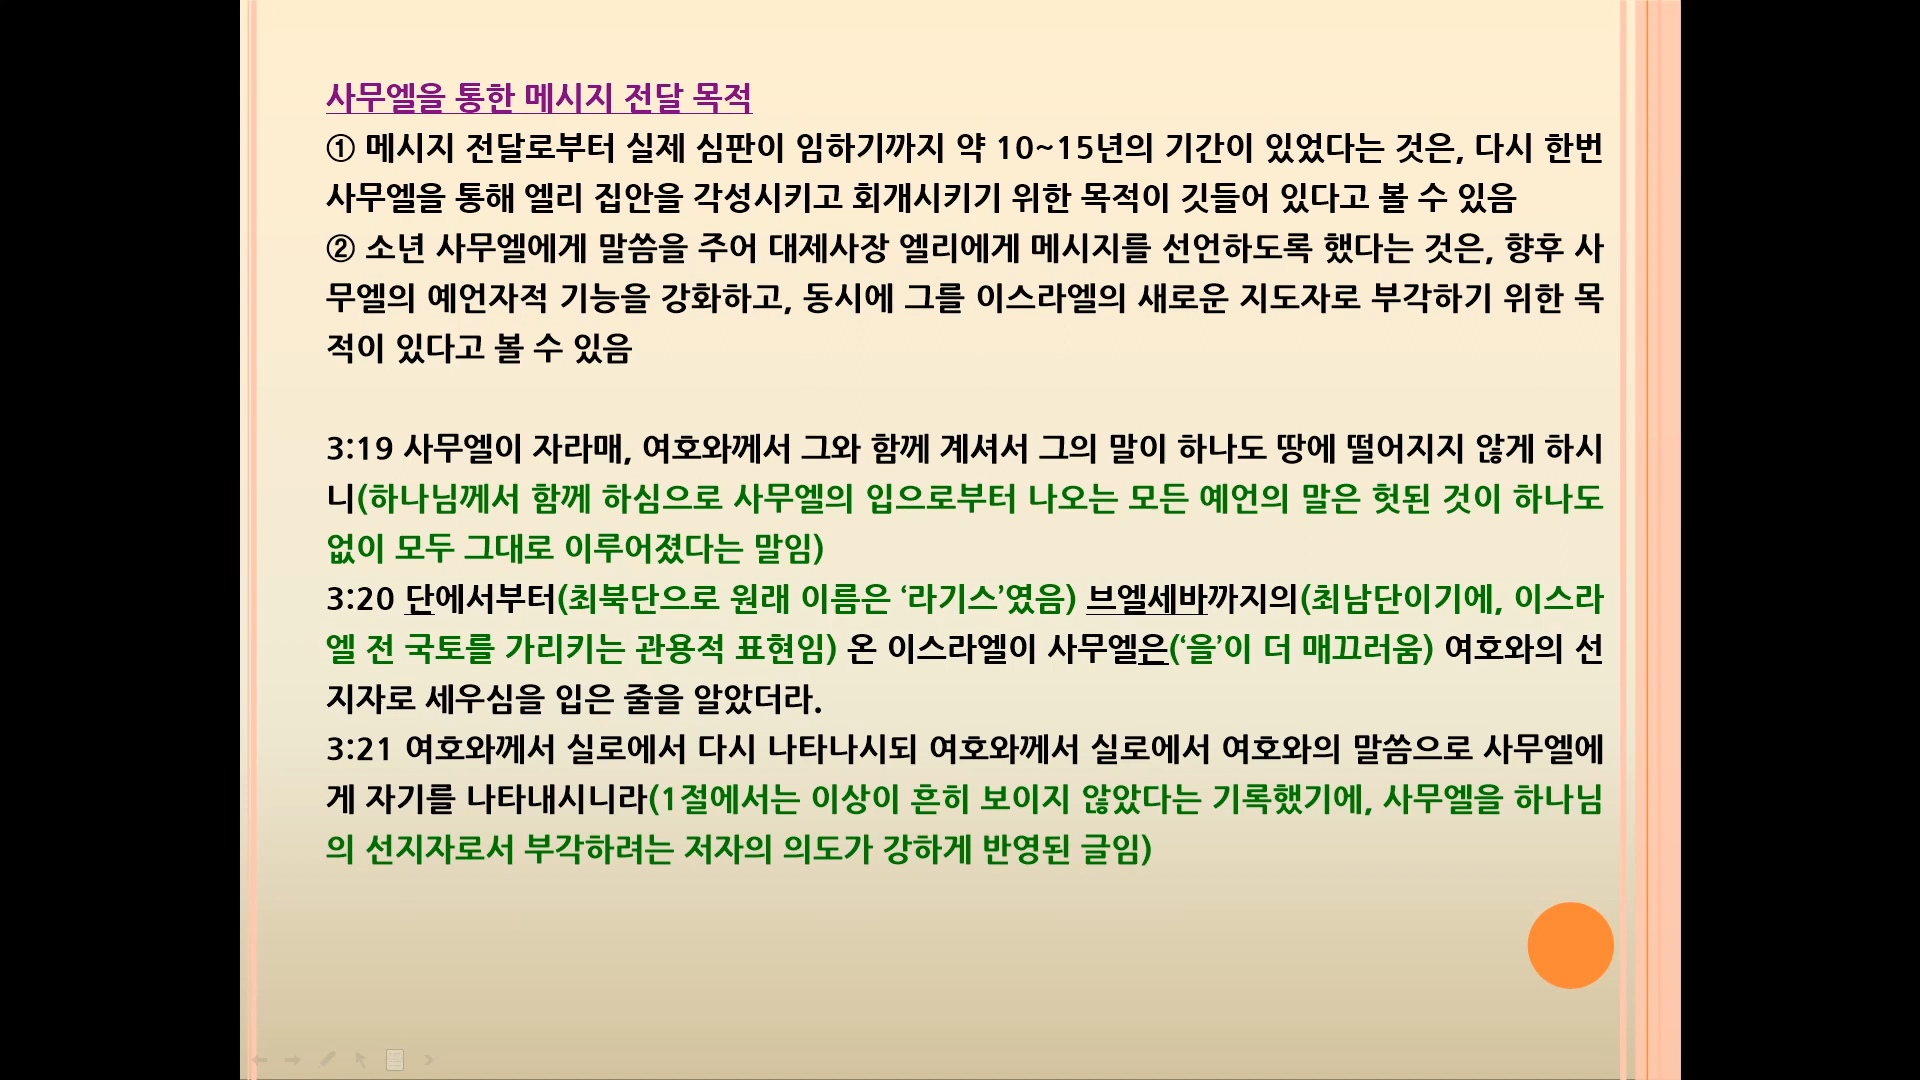 사무엘을 통한 메시지 전달 목적
① 메시지 전달로부터 실제 심판이 임하기까지 약 10~15년의 기간이 있었다는 것은, 다시 한번
사무엘을 통해 엘리 집안을 각성시키고 회개시키기 위한 목적이 깃들어 있다고 볼 수 있음
② 소년 사무엘에게 말씀을 주어 대제사장 엘리에게 메시지를 선언하도록 했다는 것은, 향후 사
무엘의 예언자적 기능을 강화하고, 동시에 그를 이스라엘의 새로운 지도자로 부각하기 위한 목
적이 있다고 볼 수 있음
3:19 사무엘이 자라매, 여호와께서 그와 함께 계셔서 그의 말이 하나도 땅에 떨어지지 않게 하시
니(하나님께서 함께 하심으로 사무엘의 입으로부터 나오는 모든 예언의 말은 헛된 것이 하나도
없이 모두 그대로 이루어졌다는 말임)
3:20 단에서부터(최북단으로 원래 이름은 ‘라기스’였음) 브엘세바까지의(최남단이기에, 이스라
엘 전 국토를 가리키는 관용적 표현임) 온 이스라엘이 사무엘은(‘을’이 더 매끄러움) 여호와의 선
지자로 세우심을 입은 줄을 알았더라.
3:21 여호와께서 실로에서 다시 나타나시되 여호와께서 실로에서 여호와의 말씀으로 사무엘에
게 자기를 나타내시니라(1절에서는 이상이 흔히 보이지 않았다는 기록했기에, 사무엘을 하나님
의 선지자로서 부각하려는 저자의 의도가 강하게 반영된 글임)